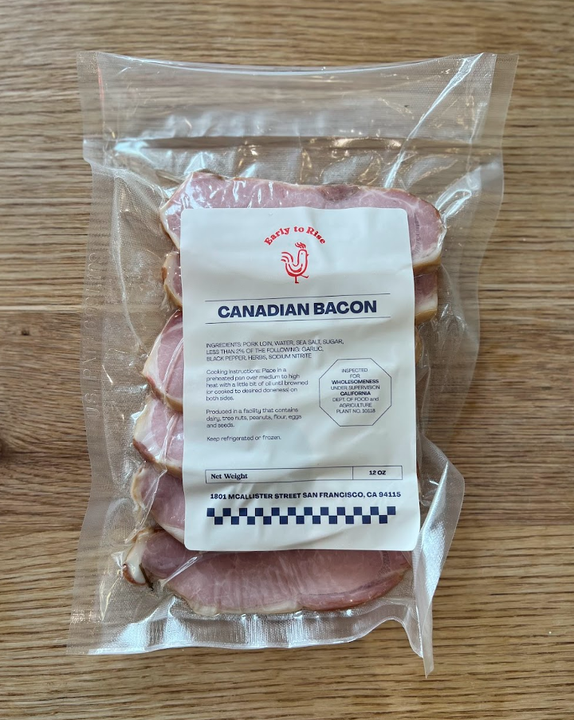 Early to Rise
CANADIAN BACON
INGREDIENTS: PORK LOIN, WATER, SEA SALT, SUGAR,
LESS THAN 2% OF THE FOLLOWING: GARLIC,
BLACK PEPPER, HERBS, SODIUM NITRITE
Cooking Instructions: Place in a
preheated pan over medium to high
heat with a little bit of oil until browned
or cooked to desired doneness on
both sides.
Produced in a facility that contains
dairy, tree nuts, peanuts, flour, eggs
and seeds.
Keep refrigerated or frozen.
INSPECTED
FOR
WHOLESOMENESS
UNDER SUPERVISION
CALIFORNIA
DEPT. OF FOOD and
AGRICULTURE
PLANT NO.
Net Weight 12 OZ
1801 MCALLISTER STREET SAN FRANCISCO, CA 94115